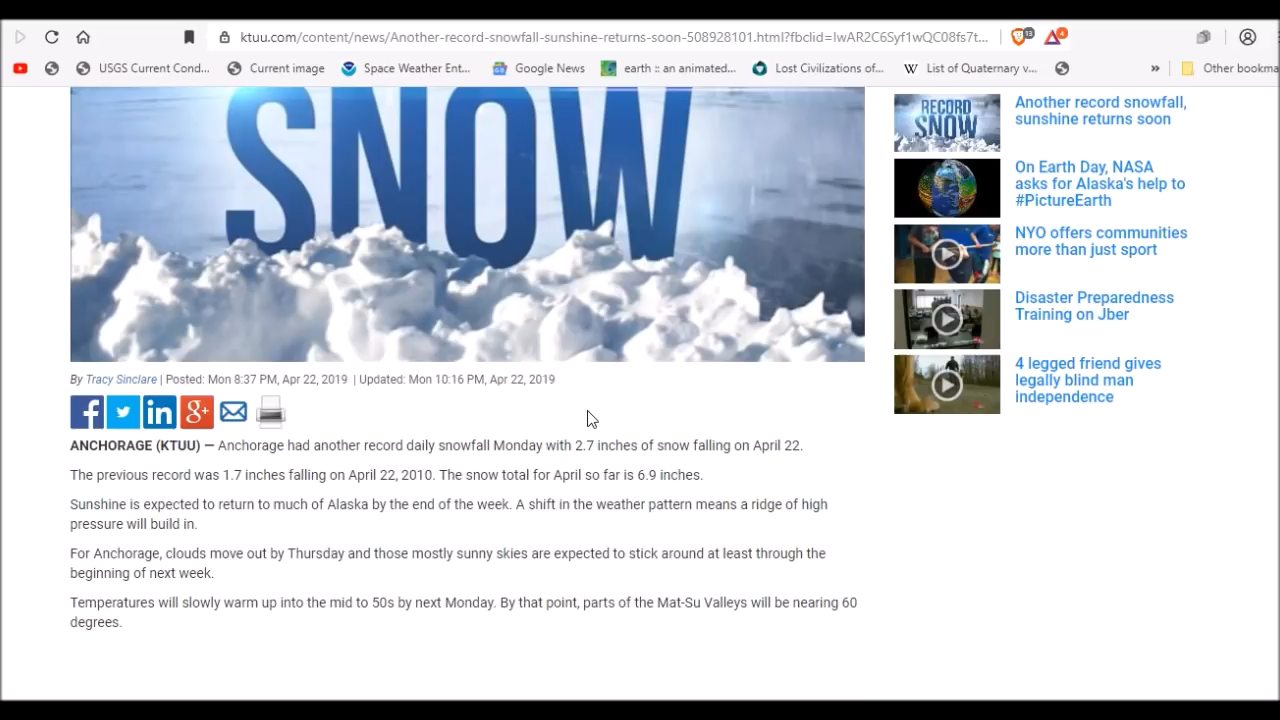 ktuu.com/content/news/Another-record-snowfall-sunshine-returns-soon-508928101.html?fbclid=IwAR2C6Syf1wQC08fs7t...
13
4
USGS Current Cond...
Current image
Space Weather Ent...
Google News
earth :: an animated...
Lost Civilizations of...
W List of Quaternary v...
»
Other bookma
SNOW
By Tracy Sinclare | Posted: Mon 8:37 PM, Apr 22, 2019 | Updated: Mon 10:16 PM, Apr 22, 2019
ANCHORAGE (KTUU) — Anchorage had another record daily snowfall Monday with 2.7 inches of snow falling on April 22.
The previous record was 1.7 inches falling on April 22, 2010. The snow total for April so far is 6.9 inches.
Sunshine is expected to return to much of Alaska by the end of the week. A shift in the weather pattern means a ridge of high
pressure will build in.
For Anchorage, clouds move out by Thursday and those mostly sunny skies are expected to stick around at least through the
beginning of next week.
Temperatures will slowly warm up into the mid to 50s by next Monday. By that point, parts of the Mat-Su Valleys will be nearing 60
degrees.
RECORD
SNOW
Another record snowfall,
sunshine returns soon
On Earth Day, NASA
asks for Alaska's help to
#PictureEarth
NYO offers communities
more than just sport
Disaster Preparedness
Training on Jber
4 legged friend gives
legally blind man
independence